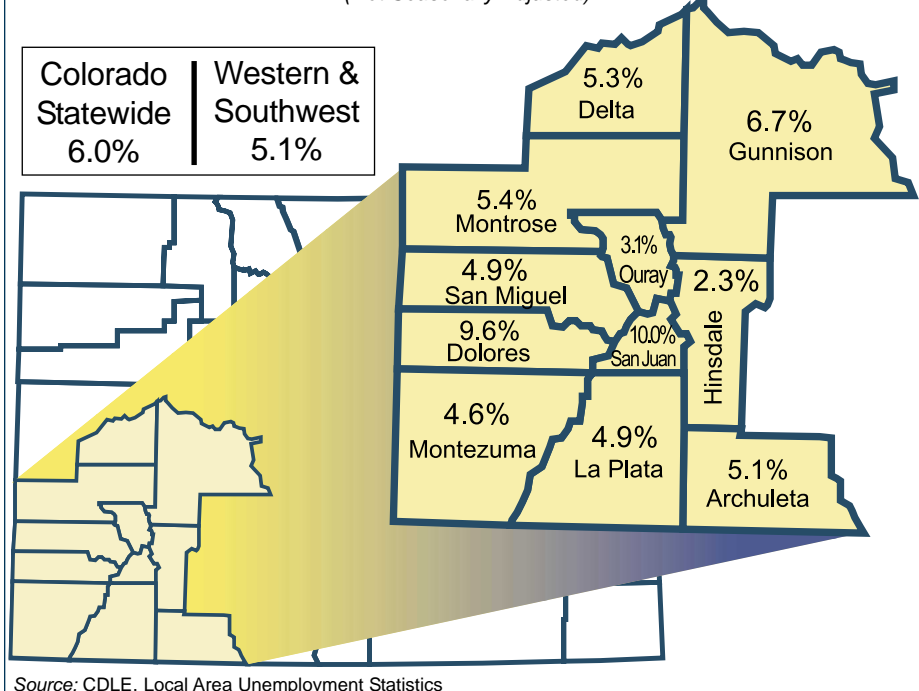 Colorado
Statewide
6.0%
Western &
Southwest
5.1%
5.3%
Delta
6.7%
Gunnison
5.4%
Montrose
3.1%
Ouray
4.9%
San Miguel
2.3%
Hinsdale
9.6%
Dolores
10.0%
San Juan
4.6%
Montezuma
4.9%
La Plata
5.1%
Archuleta
Source: CDLE, Local Area Unemployment Statistics